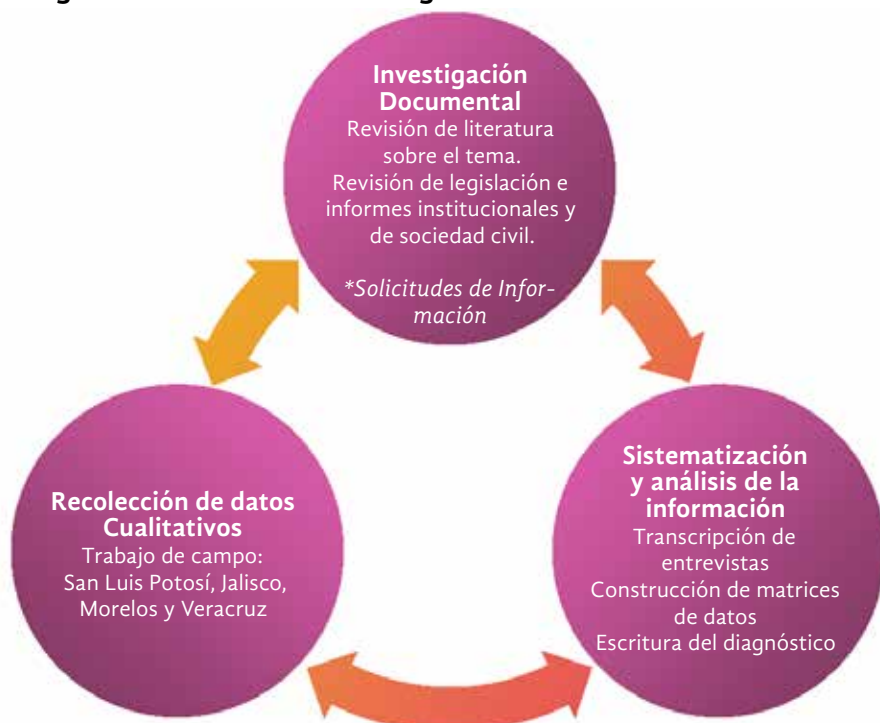 Investigación
Documental
Revisión de literatura
sobre el tema.
Revisión de legislación e
informes institucionales y
de sociedad civil.
*Solicitudes de Infor-
mación
Recolección de datos
Cualitativos
Trabajo de campo:
San Luis Potosí, Jalisco,
Morelos y Veracruz
Sistematización
y análisis de la
información
Transcripción de
entrevistas
Construcción de matrices
de datos
Escritura del diagnóstico